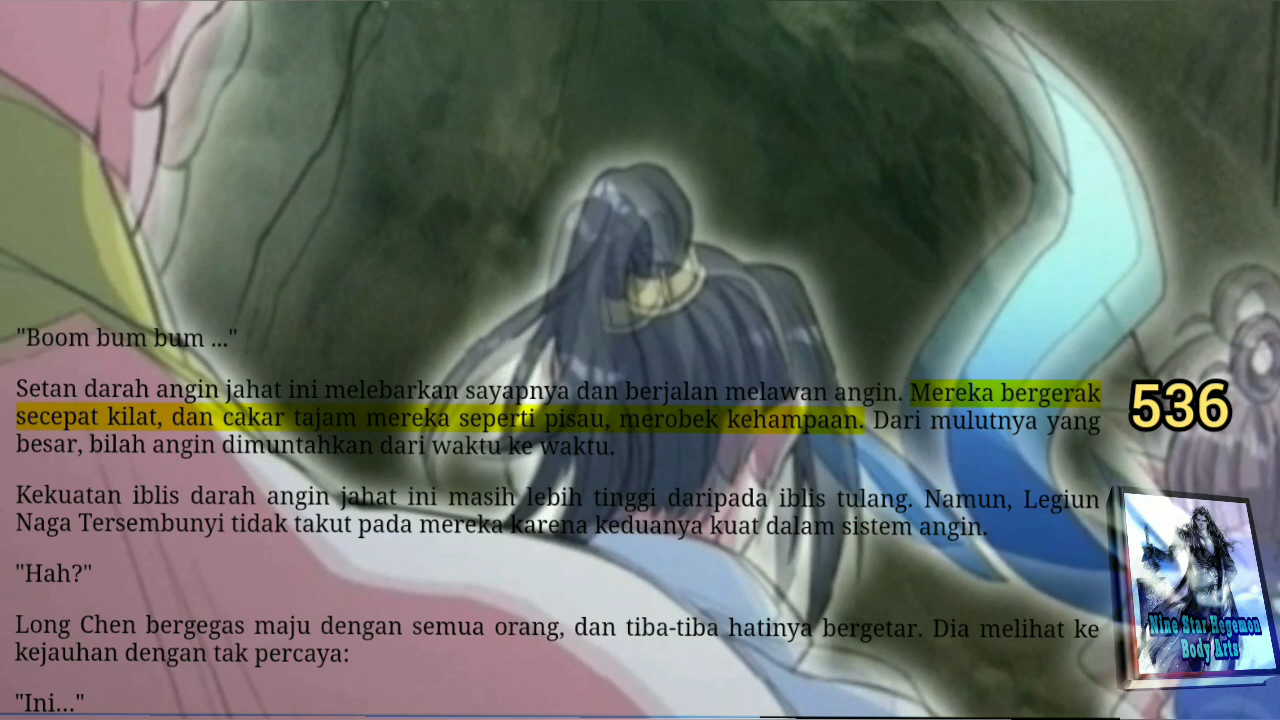 "Boom bum bum ..."
Setan darah angin jahat ini melebarkan sayapnya dan berjalan melawan angin. Mereka bergerak
secepat kilat, dan cakar tajam mereka seperti pisau, merobek kehampaan. Dari mulutnya yang
besar, bilah angin dimuntahkan dari waktu ke waktu.
536
Kekuatan iblis darah angin jahat ini masih lebih tinggi daripada iblis tulang. Namun, Legiun
Naga Tersembunyi tidak takut pada mereka karena keduanya kuat dalam sistem angin.
"Hah?"
Long Chen bergegas maju dengan semua orang, dan tiba-tiba hatinya bergetar. Dia melihat ke
kejauhan dengan tak percaya:
"Ini..."
Nine Star Hegemon
Body Arts